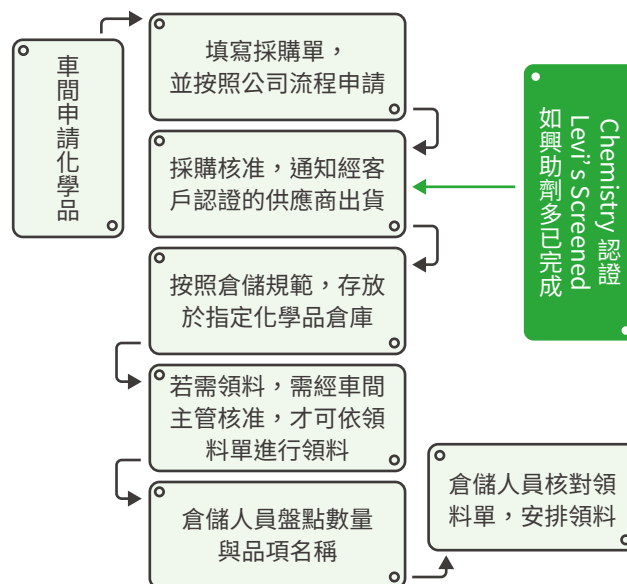 車間申請化學品
填寫採購單，
並按照公司流程申請
採購核准，通知經客
戶認證的供應商出貨
如興助劑多已完成
Levi’s Screened
Chemistry 認證
按照倉儲規範，存放
於指定化學品倉庫
若需領料，需經車間
主管核准，才可依領
料單進行領料
倉儲人員盤點數量
與品項名稱
倉儲人員核對領
料單，安排領料